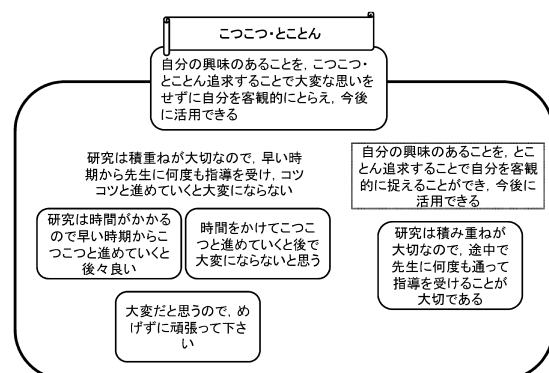 こつこつ・とことん
自分の興味のあることを，こつこつ・
とことん追求することで大変な思いを
せずに自分を客観的にとらえ，今後
に活用できる
研究は積重ねが大切なので，早い時
期から先生に何度も指導を受け，コツ
コツと進めていくと大変にならない
自分の興味のあることを，とこ
とん追求することで自分を客観
的に捉えることができ，今後に
活用できる
研究は時間がかかる
ので早い時期からこ
つこつと進めていくと
後々良い
時間をかけてこつこ
つと進めていくと後で
大変にならないと思う
研究は積み重ねが
大切なので，途中で
先生に何度も通って
指導を受けることが
大切である
大変だと思うので，め
げずに頑張って下さ
い